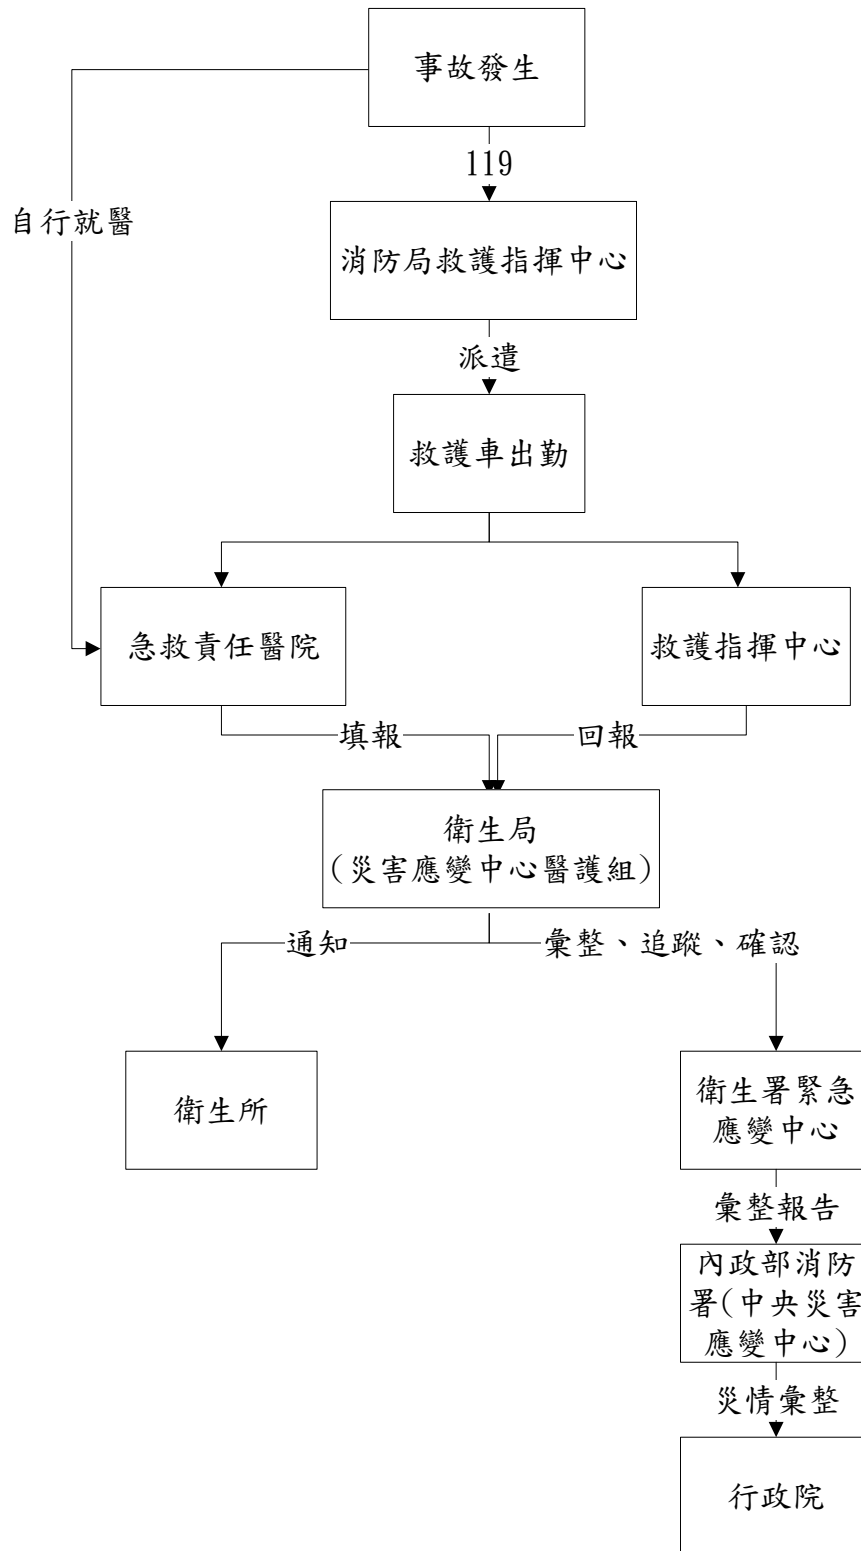 事故發生
119
自行就醫
消防局救護指揮中心
派遣
救護車出勤
急救責任醫院
救護指揮中心
填報
回報
衛生局
(災害應變中心醫護組)
通知
彙整、追蹤、確認
衛生所
衛生署緊急
應變中心
彙整報告
內政部消防
署(中央災害
應變中心)
災情彙整
行政院